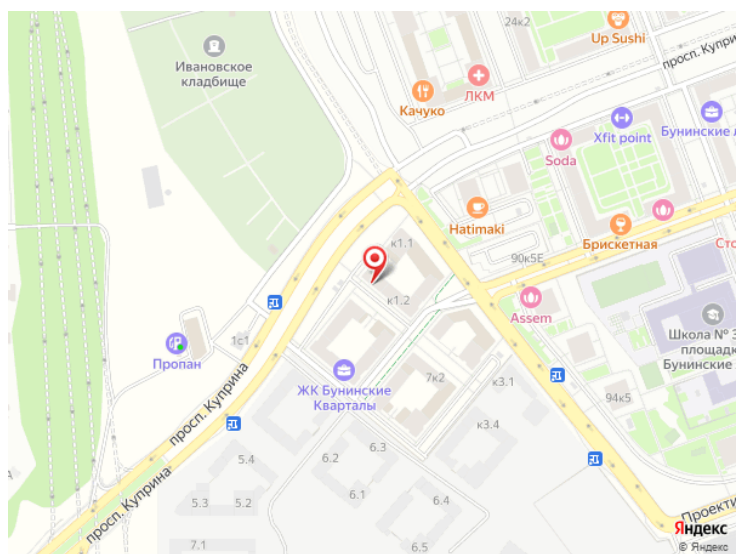 24к2
Up Sushi
просп. Куприна
Ивановское
кладбище
ЛКМ
Качуко
Xfit point
Бунинские л
Soda
Hatimaki
Брискетная
Сто
к1.1
90к5Е
к1.2
Assem
Школа № 3
площадк
Бунинские
1с1
Пропан
ЖК Бунинские
Кварталы
7к2
к3.1
94к5
просп. Куприна
к3.4
6.3
6.2
5.4
6.1
6.4
5.3
5.2
просп. Куприна
7.1
6.5
Проекти
Яндекс
© Яндекс